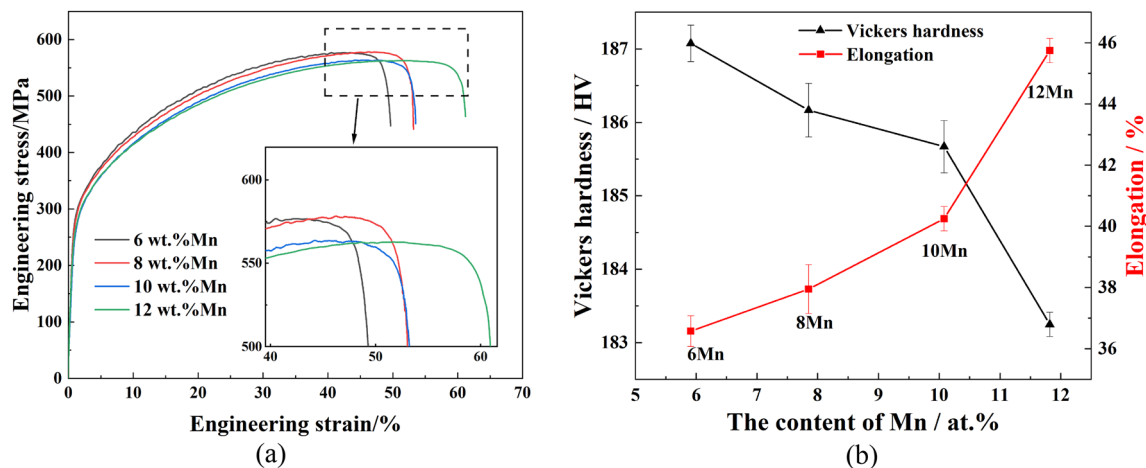 600
500
400
300
200
100
0
0 10 20 30 40 50 60 70
Engineering stress/MPa
Engineering strain/%
6 wt.%Mn
8 wt.%Mn
10 wt.%Mn
12 wt.%Mn
600
550
500
40 50 60
(a)
187
186
185
184
183
Vickers hardness / HV
Vickers hardness
Elongation
12Mn
10Mn
8Mn
6Mn
46
44
42
40
38
36
Elongation / %
5 6 7 8 9 10 11 12
The content of Mn / at.%
(b)